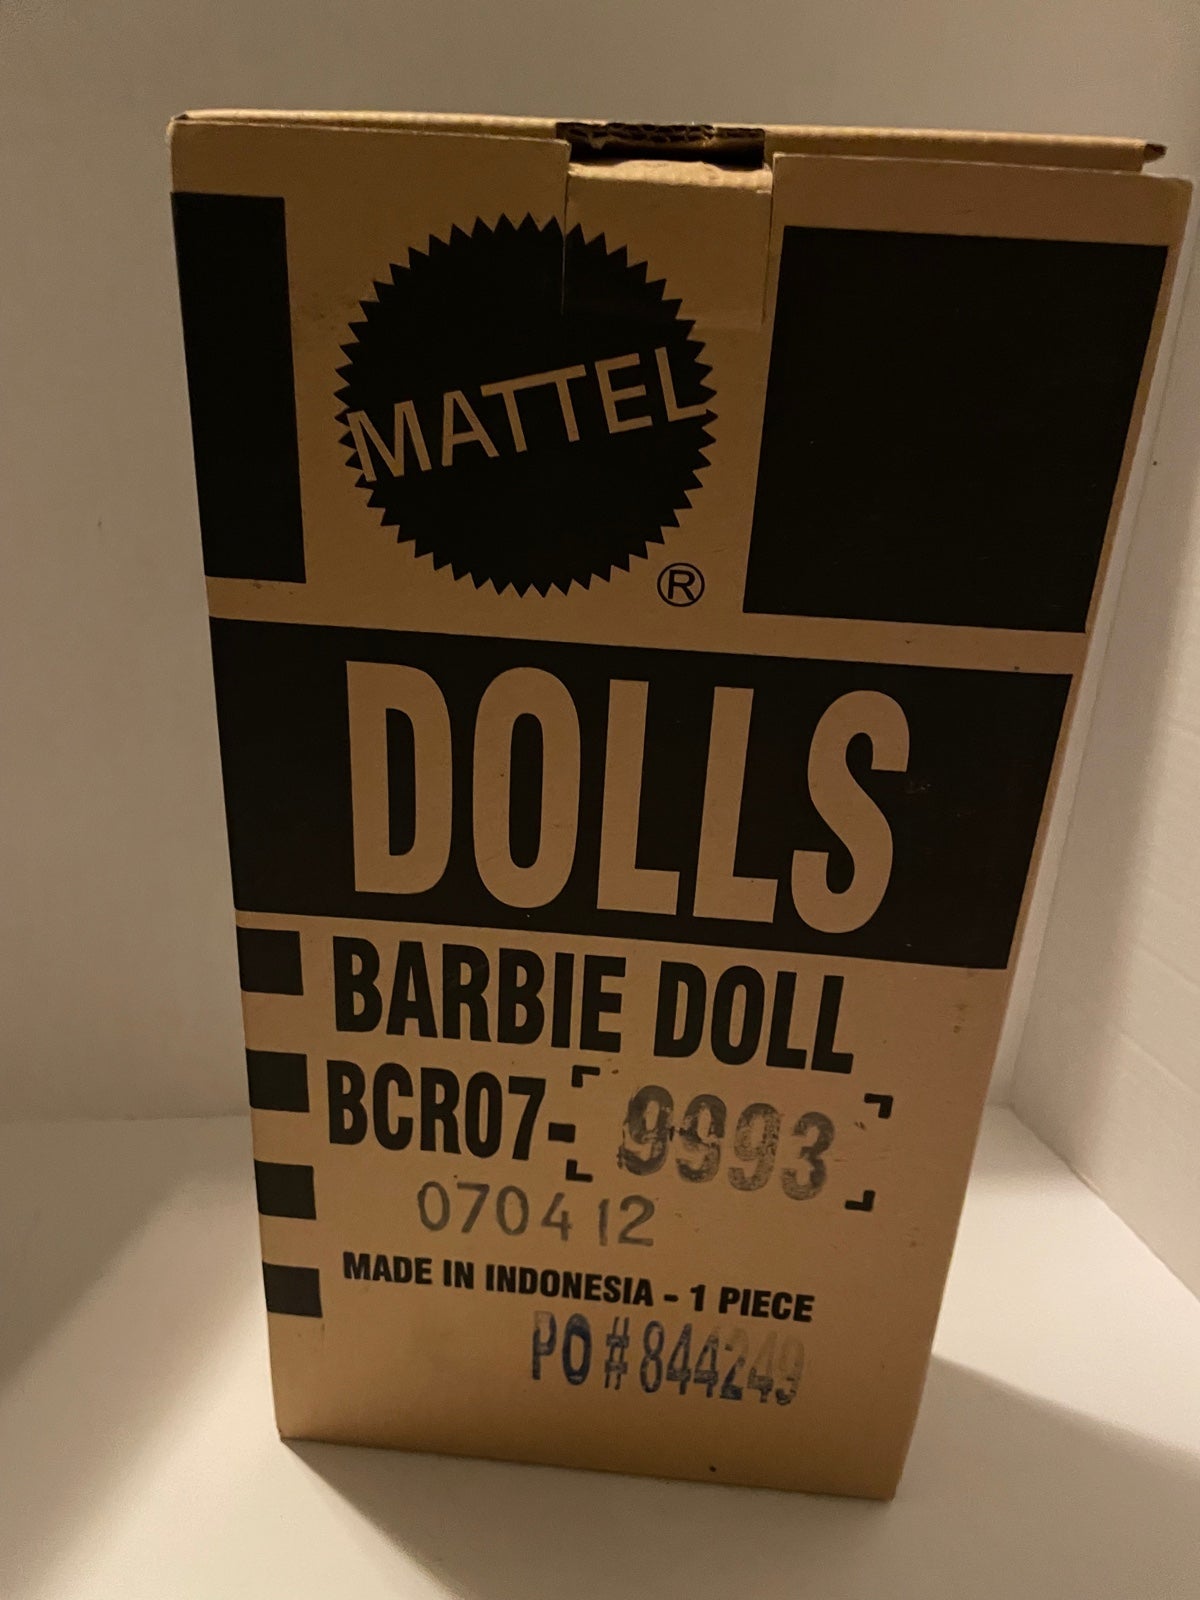 MATTEL
®
DOLLS
BARBIE DOLL
BCR07- 9993
070412
MADE IN INDONESIA - 1 PIECE
PO #844249